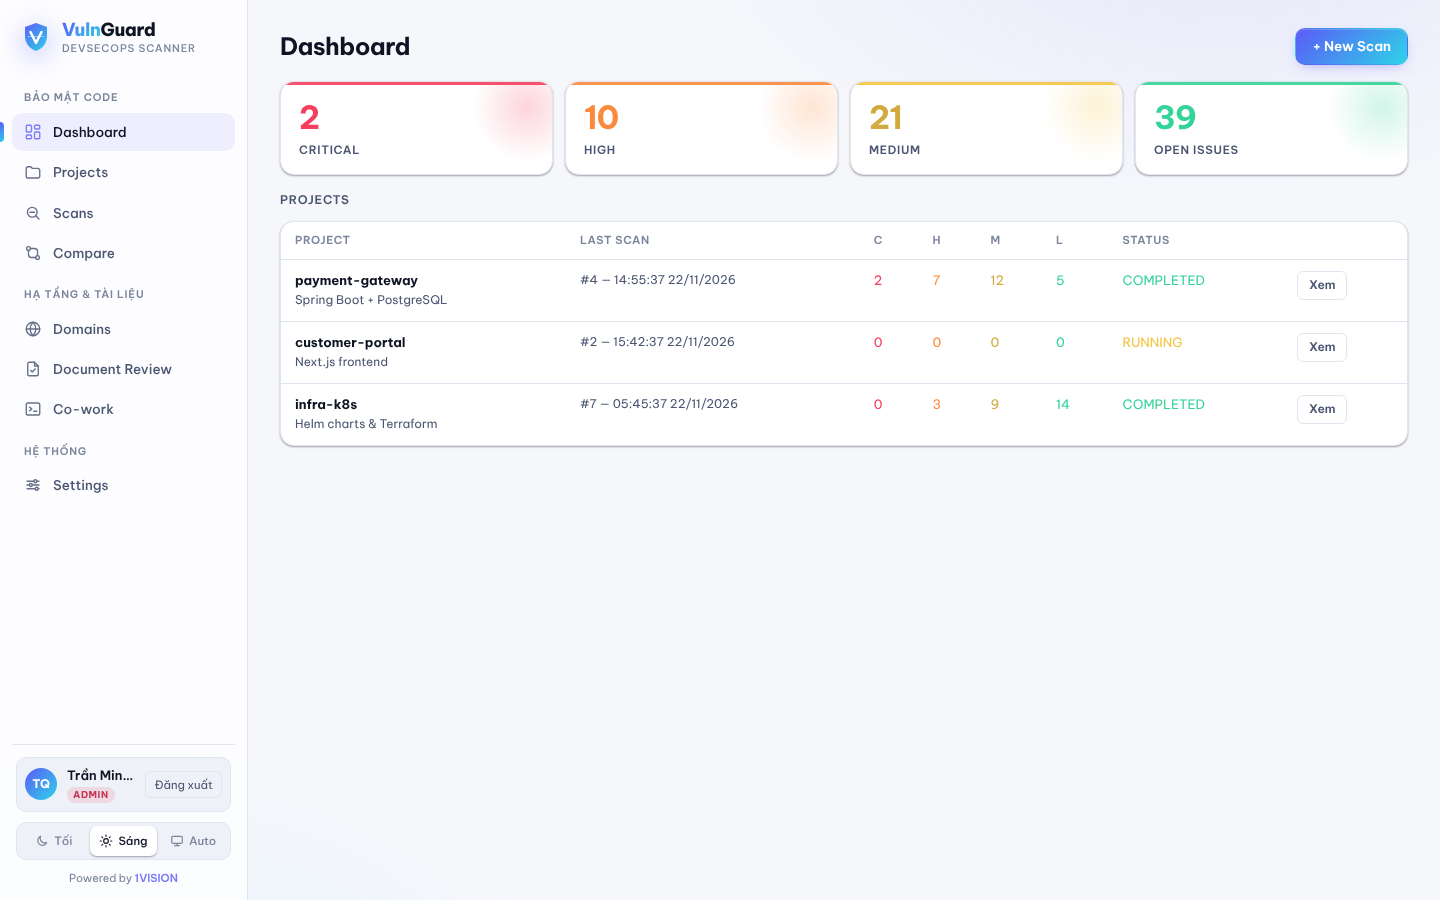 VulnGuard
DEVSECOPS SCANNER
BẢO MẬT CODE
Dashboard
Projects
Scans
Compare
HẠ TẦNG & TÀI LIỆU
Domains
Document Review
Co-work
HỆ THỐNG
Settings
TQ
Trần Min...
ADMIN
Đăng xuất
Tối
Sáng
Auto
Powered by 1VISION
Dashboard
+ New Scan
2
CRITICAL
10
HIGH
21
MEDIUM
39
OPEN ISSUES
PROJECTS
PROJECT LAST SCAN C H M L STATUS
payment-gateway #4 — 14:55:37 22/11/2026 2 7 12 5 COMPLETED Xem
Spring Boot + PostgreSQL
customer-portal #2 — 15:42:37 22/11/2026 0 0 0 0 RUNNING Xem
Next.js frontend
infra-k8s #7 — 05:45:37 22/11/2026 0 3 9 14 COMPLETED Xem
Helm charts & Terraform